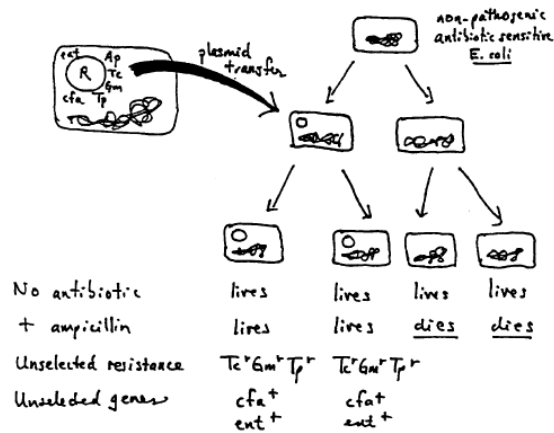 non-pathogenic
antibiotic sensitive
E. coli
plasmid
transfer
ent Ap
R Tc
Gm
cfa Tp
No antibiotic lives lives lives lives
+ ampicillin lives lives dies dies
Unselected resistance Tcʳ Gmʳ Tpʳ Tcʳ Gmʳ Tpʳ
Unselected genes cfa⁺ cfa⁺
ent⁺ ent⁺